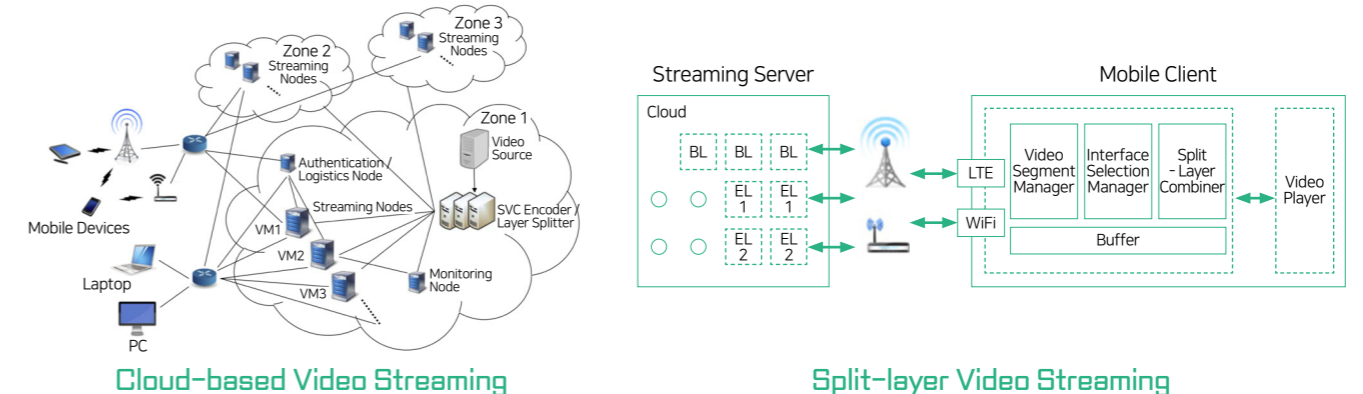 Zone 3
Streaming
Nodes
Zone 2
Streaming
Nodes
Zone 1
Video
Source
Authentication /
Logistics Node
Streaming Nodes
SVC Encoder /
Layer Splitter
VM1
VM2
VM3
Monitoring
Node
Mobile Devices
Laptop
PC
Cloud-based Video Streaming
Streaming Server
Mobile Client
Cloud
BL BL BL
EL
1
EL
1
EL
2
EL
2
LTE
WiFi
Video
Segment
Manager
Interface
Selection
Manager
Split
- Layer
Combiner
Buffer
Video
Player
Split-layer Video Streaming